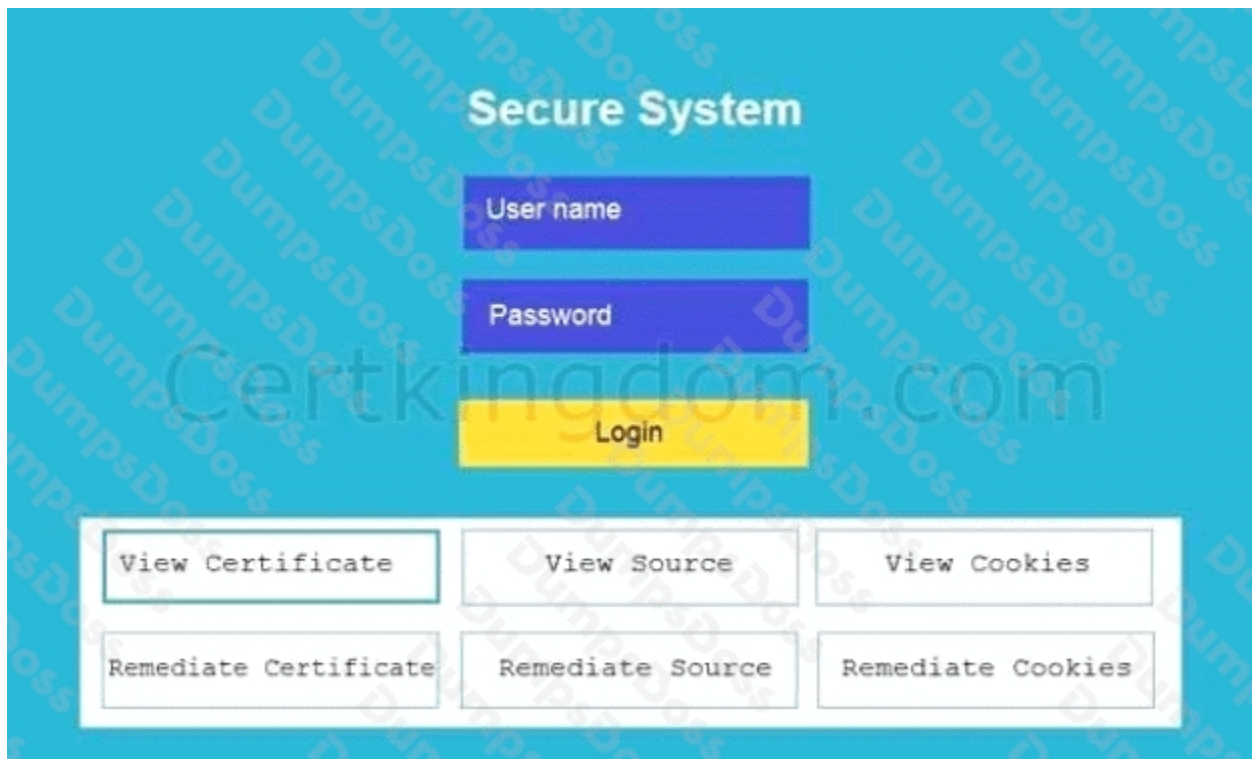 Secure System
User name
Password
Certkingdom.com
Login
View Certificate View Source View Cookies
Remediate Certificate Remediate Source Remediate Cookies
DumpsDoss